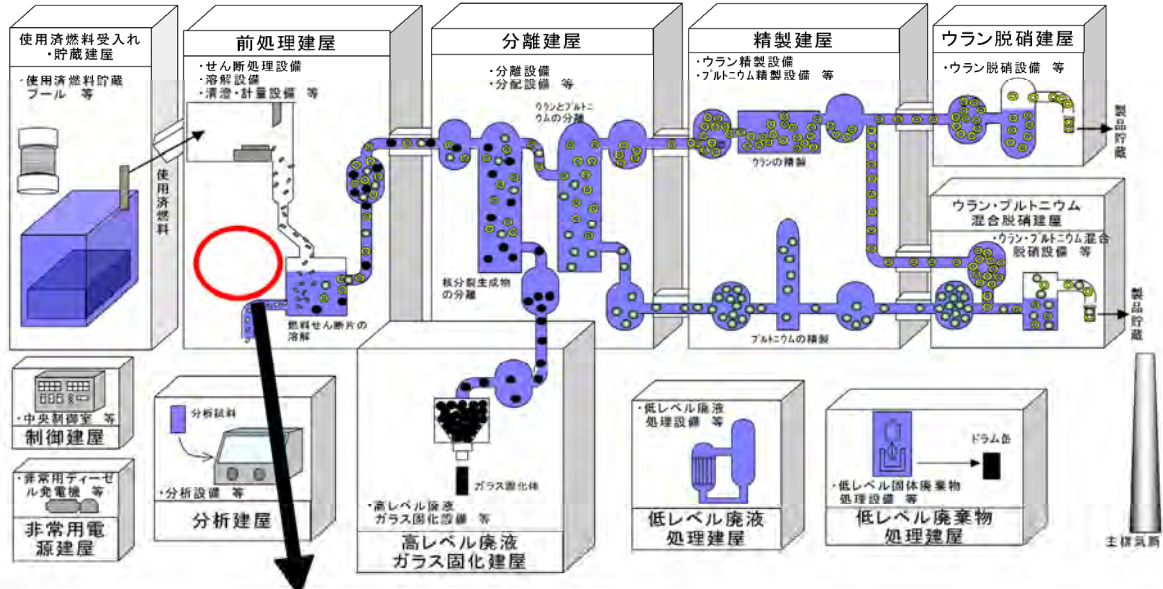 使用済燃料受入れ
・貯蔵建屋
・使用済燃料貯蔵
プール 等
使用済燃料
前処理建屋
・せん断処理設備
・溶解設備
・清澄・計量設備 等
燃料せん断片の
溶解
分離建屋
・分離設備
・分配設備 等
ウランとプルトニ
ウムの分離
核分裂生成物
の分離
精製建屋
・ウラン精製設備
・プルトニウム精製設備 等
ウランの精製
プルトニウムの精製
ウラン脱硝建屋
・ウラン脱硝設備 等
製品貯蔵
ウラン・プルトニウム
混合脱硝建屋
・ウラン・プルトニウム混合
脱硝設備 等
製品貯蔵
・中央制御室 等
制御建屋
・非常用ディーゼ
ル発電機 等
非常用電
源建屋
分析試料
・分析設備 等
分析建屋
ガラス固化体
・高レベル廃液
ガラス固化設備 等
高レベル廃液
ガラス固化建屋
・低レベル廃液
処理設備 等
低レベル廃液
処理建屋
ドラム缶
・低レベル固体廃棄物
処理設備 等
低レベル廃棄物
処理建屋
主排気筒